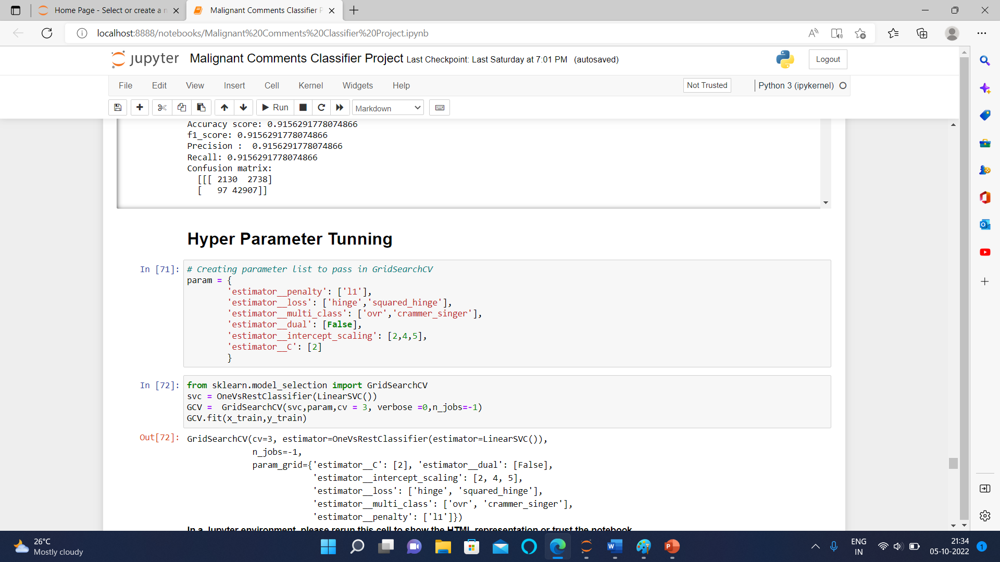 Home Page - Select or create a n
Malignant Comments Classifier P
localhost:8888/notebooks/Malignant%20Comments%20Classifier%20Project.ipynb
jupyter Malignant Comments Classifier Project Last Checkpoint: Last Saturday at 7:01 PM (autosaved)
Logout
File Edit View Insert Cell Kernel Widgets Help
Not Trusted
Python 3 (ipykernel)
Run
Markdown
Accuracy score: 0.9156291778074866
f1_score: 0.9156291778074866
Precision :  0.9156291778074866
Recall: 0.9156291778074866
Confusion matrix:
[[[ 2130  2738]
[   97 42907]]
Hyper Parameter Tunning
In [71]:
# Creating parameter list to pass in GridSearchCV
param = {
'estimator__penalty': ['l1'],
'estimator__loss': ['hinge','squared_hinge'],
'estimator__multi_class': ['ovr','crammer_singer'],
'estimator__dual': [False],
'estimator__intercept_scaling': [2,4,5],
'estimator__C': [2]
}
In [72]:
from sklearn.model_selection import GridSearchCV
svc = OneVsRestClassifier(LinearSVC())
GCV =  GridSearchCV(svc,param,cv = 3, verbose =0,n_jobs=-1)
GCV.fit(x_train,y_train)
Out[72]:
GridSearchCV(cv=3, estimator=OneVsRestClassifier(estimator=LinearSVC()),
n_jobs=-1,
param_grid={'estimator__C': [2], 'estimator__dual': [False],
'estimator__intercept_scaling': [2, 4, 5],
'estimator__loss': ['hinge', 'squared_hinge'],
'estimator__multi_class': ['ovr', 'crammer_singer'],
'estimator__penalty': ['l1']})
In a Jupyter environment, please rerun this cell to show the HTML representation or trust the notebook.
26°C
Mostly cloudy
ENG
IN
21:34
05-10-2022
1